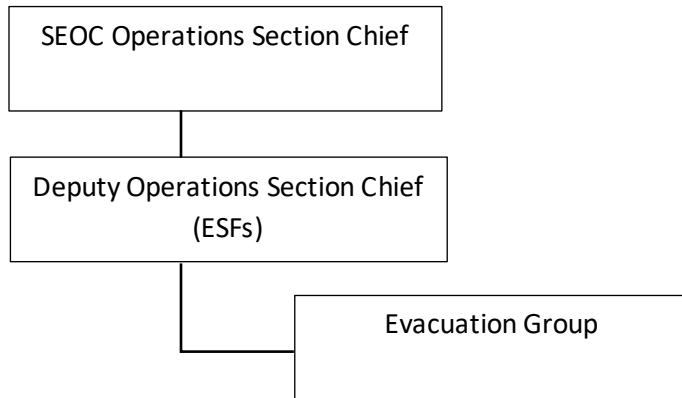 SEOC Operations Section Chief
Deputy Operations Section Chief
(ESFs)
Evacuation Group